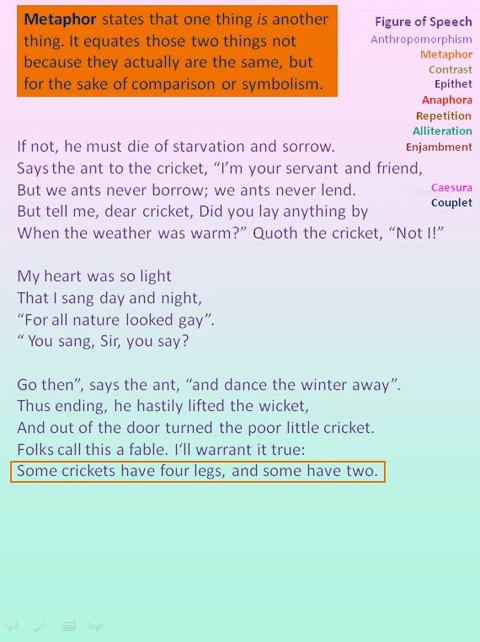 Metaphor states that one thing is another
thing. It equates those two things not
because they actually are the same, but
for the sake of comparison or symbolism.
Figure of Speech
Anthropomorphism
Metaphor
Contrast
Epithet
Anaphora
Repetition
Alliteration
Enjambment
Caesura
Couplet
If not, he must die of starvation and sorrow.
Says the ant to the cricket, “I’m your servant and friend,
But we ants never borrow; we ants never lend.
But tell me, dear cricket, Did you lay anything by
When the weather was warm?” Quoth the cricket, “Not I!”
My heart was so light
That I sang day and night,
“For all nature looked gay”.
“ You sang, Sir, you say?
Go then”, says the ant, “and dance the winter away”.
Thus ending, he hastily lifted the wicket,
And out of the door turned the poor little cricket.
Folks call this a fable. I‘ll warrant it true:
Some crickets have four legs, and some have two.